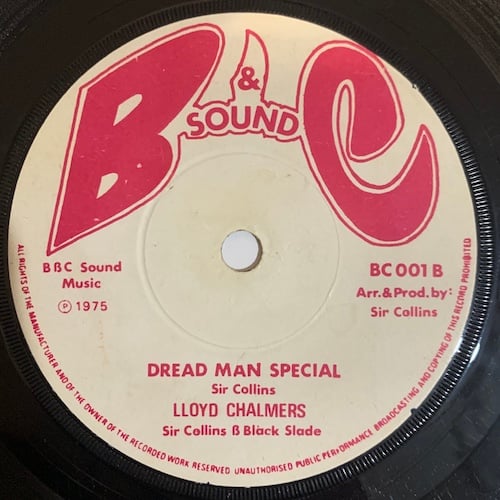 B & C
SOUND
BßC Sound
Music
℗ 1975
BC 001 B
Arr.&Prod.by:
Sir Collins
DREAD MAN SPECIAL
Sir Collins
LLOYD CHALMERS
Sir Collins ß Black Slade
ALL RIGHTS OF THE MANUFACTURER AND OF THE OWNER OF THE RECORDED WORK RESERVED UNAUTHORISED PUBLIC PERFORMANCE BROADCASTING AND COPYING OF THIS RECORD PROHIBITED